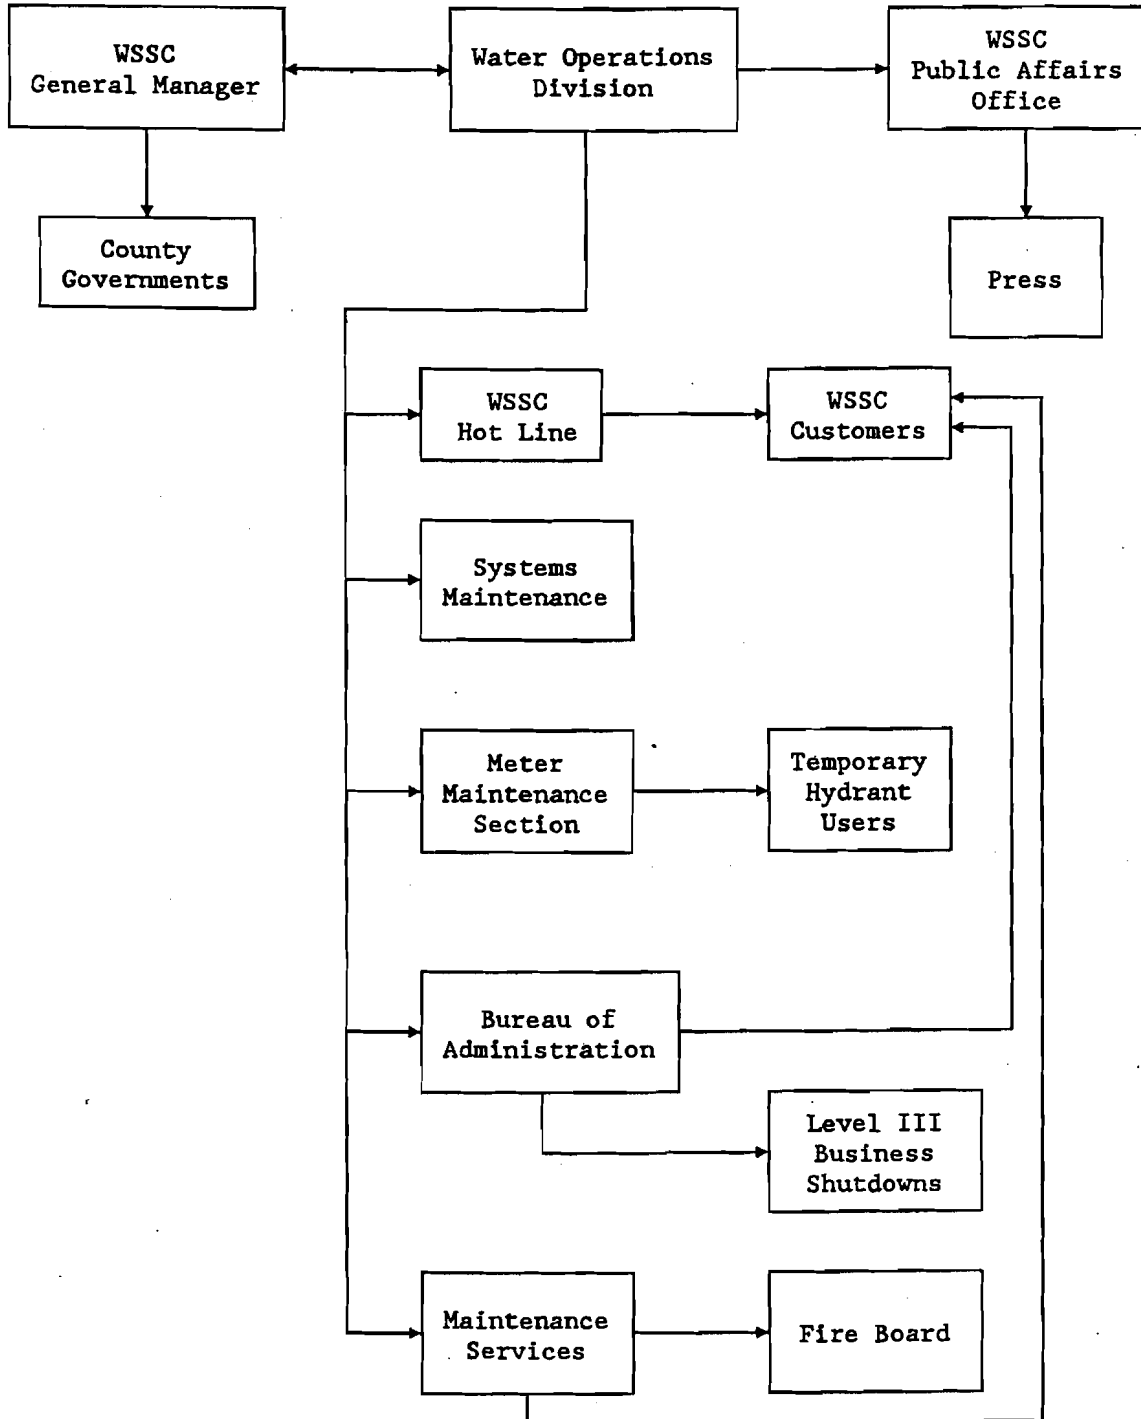 WSSC
General Manager
Water Operations
Division
WSSC
Public Affairs
Office
County
Governments
Press
WSSC
Hot Line
WSSC
Customers
Systems
Maintenance
Meter
Maintenance
Section
Temporary
Hydrant
Users
Bureau of
Administration
Level III
Business
Shutdowns
Maintenance
Services
Fire Board